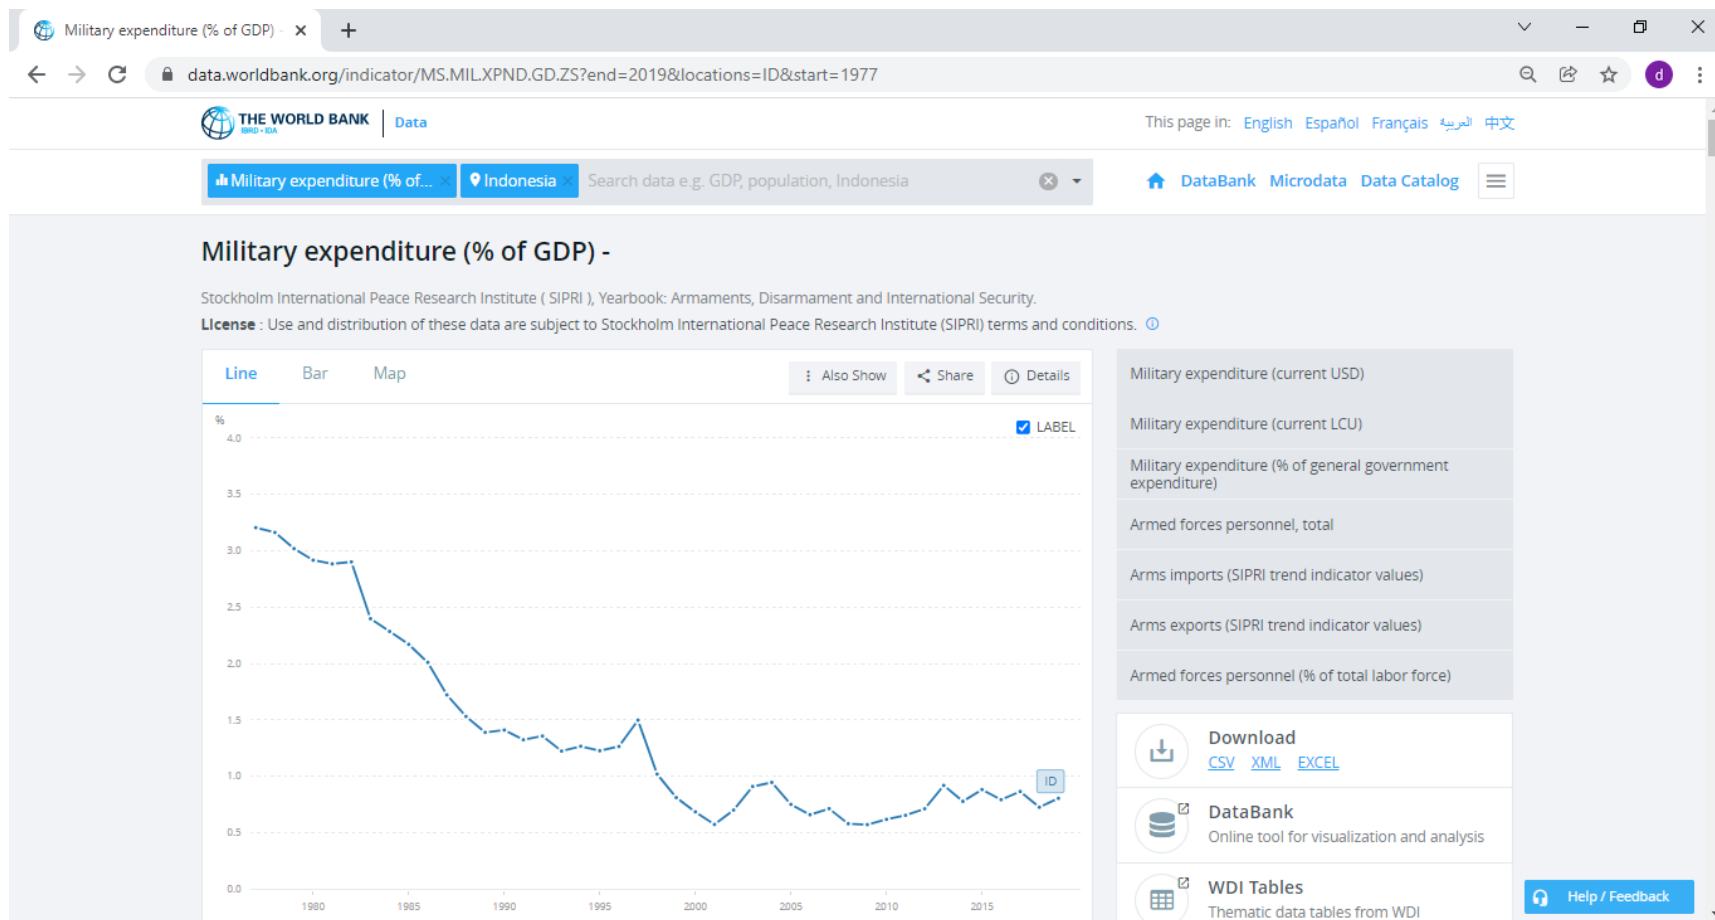 Military expenditure (% of GDP) -
data.worldbank.org/indicator/MS.MIL.XPND.GD.ZS?end=2019&locations=ID&start=1977
d
THE WORLD BANK
IBRD • IDA
Data
This page in: English Español Français العربية 中文
Military expenditure (% of... × Indonesia × Search data e.g. GDP, population, Indonesia
DataBank Microdata Data Catalog
Military expenditure (% of GDP) -
Stockholm International Peace Research Institute ( SIPRI ), Yearbook: Armaments, Disarmament and International Security.
License : Use and distribution of these data are subject to Stockholm International Peace Research Institute (SIPRI) terms and conditions.
Line Bar Map
Also Show Share Details
%
LABEL
4.0
3.5
3.0
2.5
2.0
1.5
1.0
0.5
0.0
ID
1980 1985 1990 1995 2000 2005 2010 2015
Military expenditure (current USD)
Military expenditure (current LCU)
Military expenditure (% of general government
expenditure)
Armed forces personnel, total
Arms imports (SIPRI trend indicator values)
Arms exports (SIPRI trend indicator values)
Armed forces personnel (% of total labor force)
Download
CSV XML EXCEL
DataBank
Online tool for visualization and analysis
WDI Tables
Thematic data tables from WDI
Help / Feedback